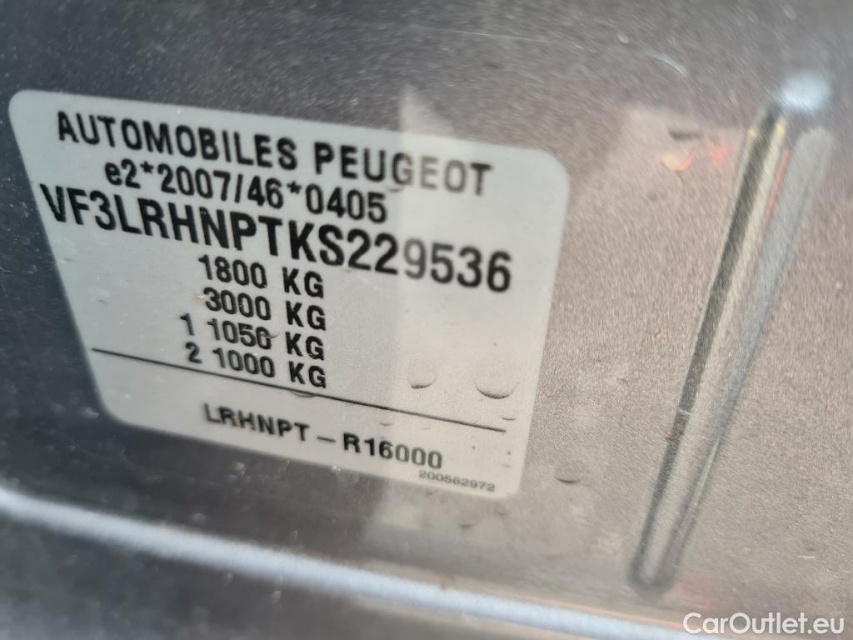 AUTOMOBILES PEUGEOT
e2*2007/46*0405
VF3LRHNPTKS229536
1800 KG
3000 KG
1 1050 KG
2 1000 KG
LRHNPT-R16000
200562972
CarOutlet.eu